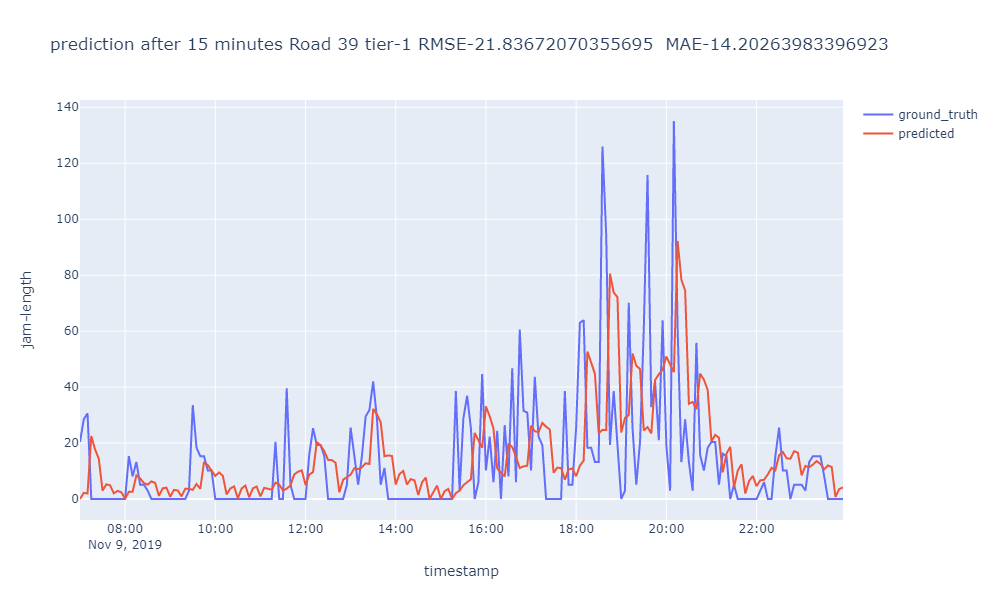 prediction after 15 minutes Road 39 tier-1 RMSE-21.83672070355695  MAE-14.20263983396923
ground_truth
predicted
jam-length
140
120
100
80
60
40
20
0
08:00 10:00 12:00 14:00 16:00 18:00 20:00 22:00
Nov 9, 2019
timestamp